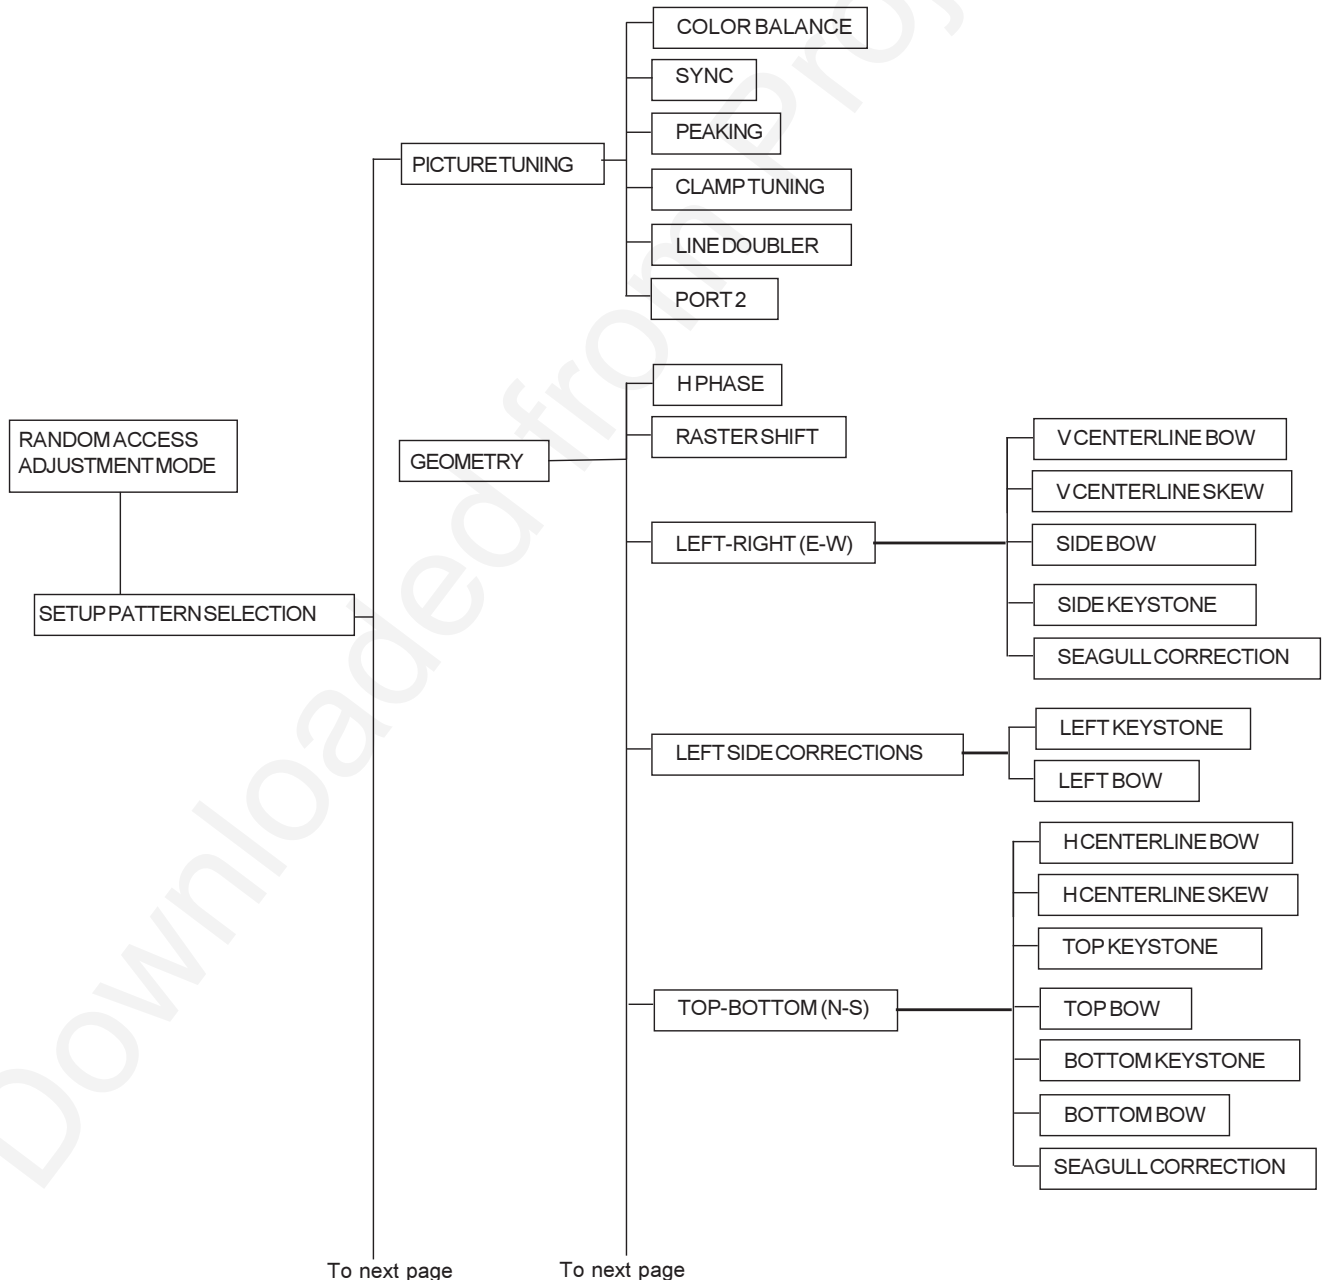 COLOR BALANCE
SYNC
PEAKING
PICTURE TUNING
CLAMP TUNING
LINE DOUBLER
PORT 2
H PHASE
RANDOM ACCESS
ADJUSTMENT MODE
GEOMETRY
RASTER SHIFT
V CENTERLINE BOW
V CENTERLINE SKEW
LEFT-RIGHT (E-W)
SIDE BOW
SETUP PATTERN SELECTION
SIDE KEYSTONE
SEAGULL CORRECTION
LEFT SIDE CORRECTIONS
LEFT KEYSTONE
LEFT BOW
H CENTERLINE BOW
H CENTERLINE SKEW
TOP KEYSTONE
TOP-BOTTOM (N-S)
TOP BOW
BOTTOM KEYSTONE
BOTTOM BOW
SEAGULL CORRECTION
To next page
To next page
Downloaded from Proj